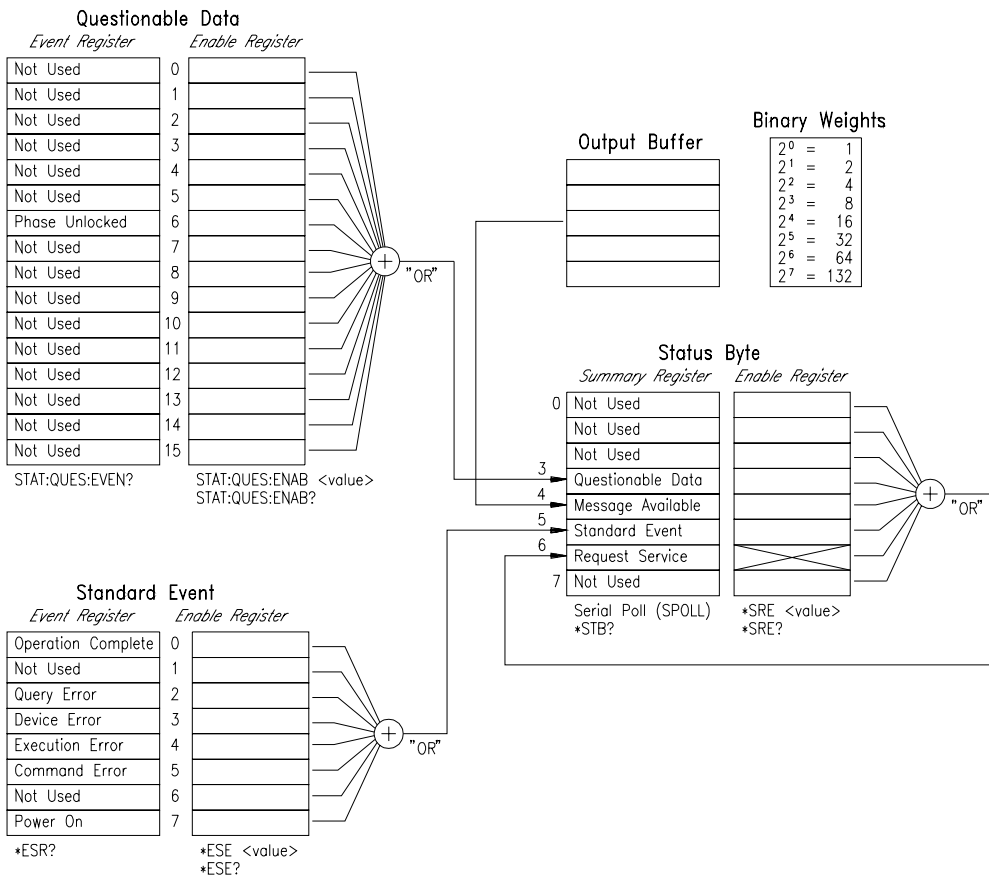 Questionable Data
Event Register Enable Register
Not Used 0
Not Used 1
Not Used 2
Not Used 3
Not Used 4
Not Used 5
Phase Unlocked 6
Not Used 7
Not Used 8
Not Used 9
Not Used 10
Not Used 11
Not Used 12
Not Used 13
Not Used 14
Not Used 15
+
"OR"
STAT:QUES:EVEN?
STAT:QUES:ENAB <value>
STAT:QUES:ENAB?
Output Buffer
Binary Weights
2⁰ = 1
2¹ = 2
2² = 4
2³ = 8
2⁴ = 16
2⁵ = 32
2⁶ = 64
2⁷ = 132
Status Byte
Summary Register Enable Register
0 Not Used
Not Used
Not Used
3 Questionable Data
4 Message Available
5 Standard Event
6 Request Service
7 Not Used
+
"OR"
Serial Poll (SPOLL)
*STB?
*SRE <value>
*SRE?
Standard Event
Event Register Enable Register
Operation Complete 0
Not Used 1
Query Error 2
Device Error 3
Execution Error 4
Command Error 5
Not Used 6
Power On 7
+
"OR"
*ESR?
*ESE <value>
*ESE?